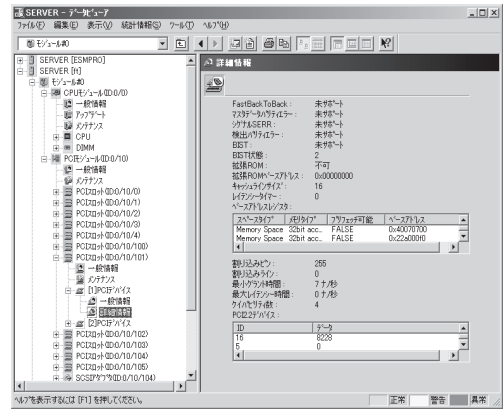 SERVER - データビューア
ファイル(F) 編集(E) 表示(V) 統計情報(S) ツール(T) ヘルプ(H)
モジュール#0
SERVER [ESMPRO]
SERVER [ft]
モジュール#0
CPUモジュール(ID:0/0)
一般情報
アップデート
メンテナンス
CPU
DIMM
PCIモジュール(ID:0/10)
一般情報
メンテナンス
PCIスロット(ID:0/10/0)
PCIスロット(ID:0/10/1)
PCIスロット(ID:0/10/2)
PCIスロット(ID:0/10/3)
PCIスロット(ID:0/10/4)
PCIスロット(ID:0/10/100)
PCIスロット(ID:0/10/101)
一般情報
メンテナンス
[1]PCIデバイス
一般情報
詳細情報
[2]PCIデバイス
PCIスロット(ID:0/10/102)
PCIスロット(ID:0/10/103)
PCIスロット(ID:0/10/104)
PCIスロット(ID:0/10/105)
SCSIアダプタ(ID:0/10/104)
詳細情報
FastBackToBack: 未サポート
マスタデータパリティエラー: 未サポート
シグナルSERR: 未サポート
検出パリティエラー: 未サポート
BIST: 未サポート
BIST状態: 2
拡張ROM: 不可
拡張ROMベースアドレス: 0x00000000
キャッシュラインサイズ: 16
レイテンシータイマー: 0
ベースアドレスレジスタ:
スペースタイプ メモリタイプ プリフェッチ可能 ベースアドレス
Memory Space 32bit acc... FALSE 0x40070700
Memory Space 32bit acc... FALSE 0x22a000f0
割り込みピン: 255
割り込みライン: 0
最小グラント時間: 7 ナノ秒
最大レイテンシー時間: 0 ナノ秒
ケイパビリティ数: 4
PCI2.2デバイス:
ID データ
16 8228
5 0
ヘルプを表示するには [F1] を押してください。
正常 警告 異常